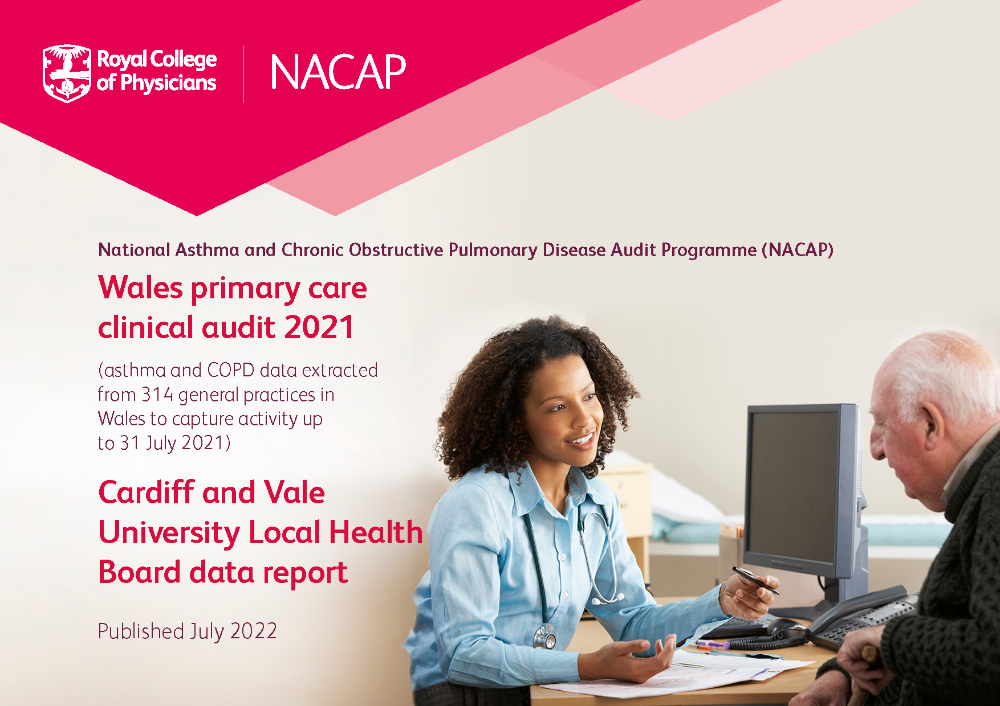 Royal College
of Physicians
NACAP
National Asthma and Chronic Obstructive Pulmonary Disease Audit Programme (NACAP)
Wales primary care
clinical audit 2021
(asthma and COPD data extracted
from 314 general practices in
Wales to capture activity up
to 31 July 2021)
Cardiff and Vale
University Local Health
Board data report
Published July 2022